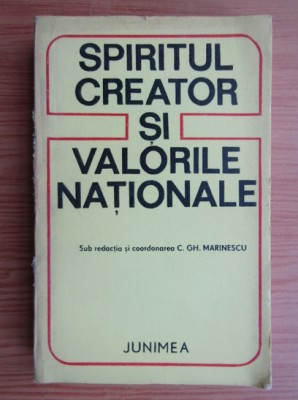 SPIRITUL
CREATOR
ȘI
VALORILE
NAȚIONALE
Sub redacția și coordonarea C. GH. MARINESCU
JUNIMEA